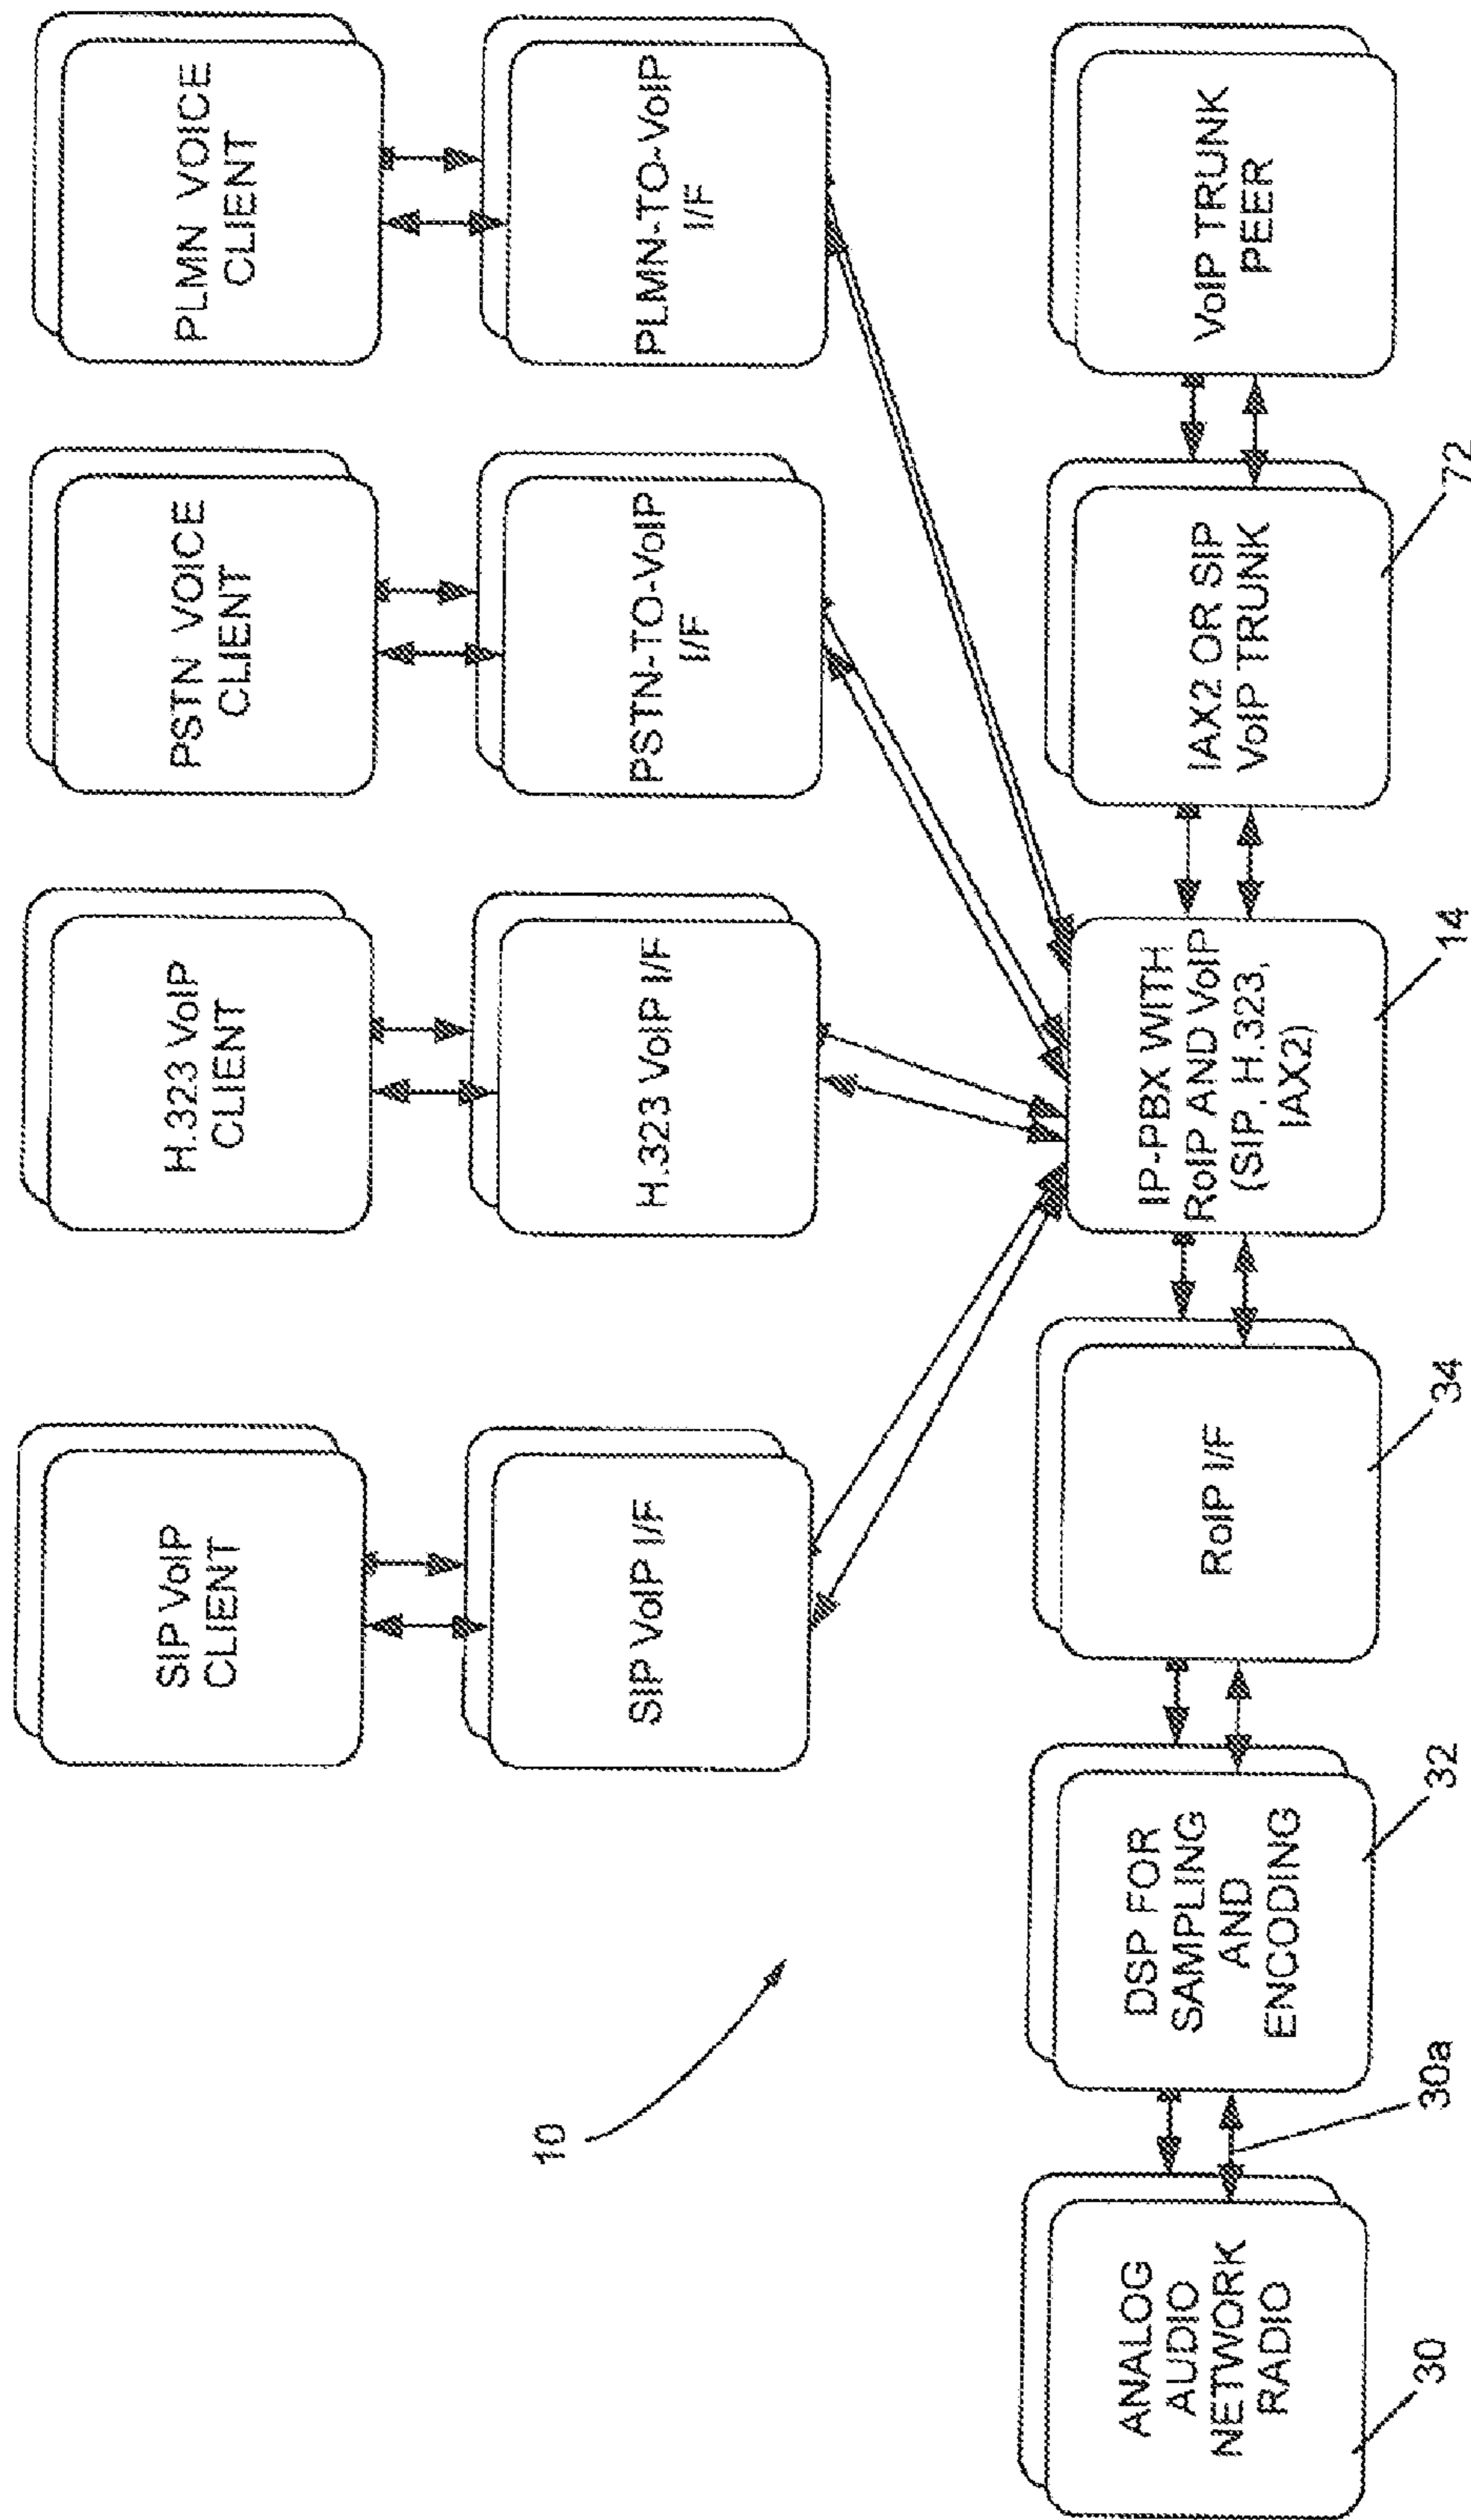 SIP VoIP
CLIENT
H.323 VoIP
CLIENT
PSTN VOICE
CLIENT
PLMN VOICE
CLIENT
SIP VoIP I/F
H.323 VoIP I/F
PSTN-TO-VoIP
I/F
PLMN-TO-VoIP
I/F
10
ANALOG
AUDIO
NETWORK
RADIO
DSP FOR
SAMPLING
AND
ENCODING
RoIP I/F
IP-PBX WITH
RoIP AND VoIP
(SIP, H.323,
IAX2)
IAX2 OR SIP
VoIP TRUNK
VoIP TRUNK
PEER
30
30a
32
34
14
72